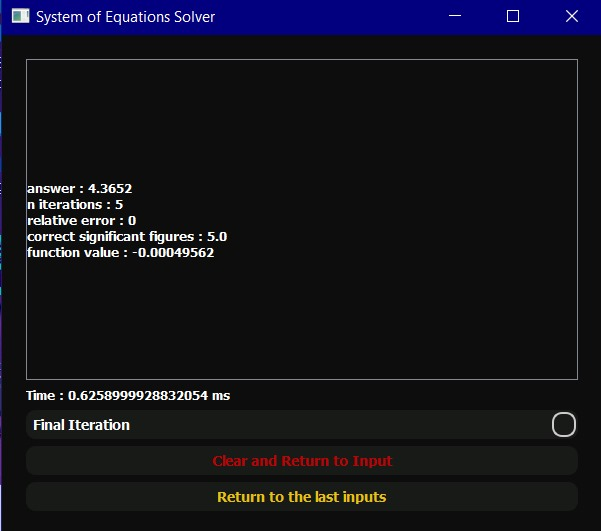 System of Equations Solver
answer : 4.3652
n iterations : 5
relative error : 0
correct significant figures : 5.0
function value : -0.00049562
Time : 0.6258999928832054 ms
Final Iteration
Clear and Return to Input
Return to the last inputs